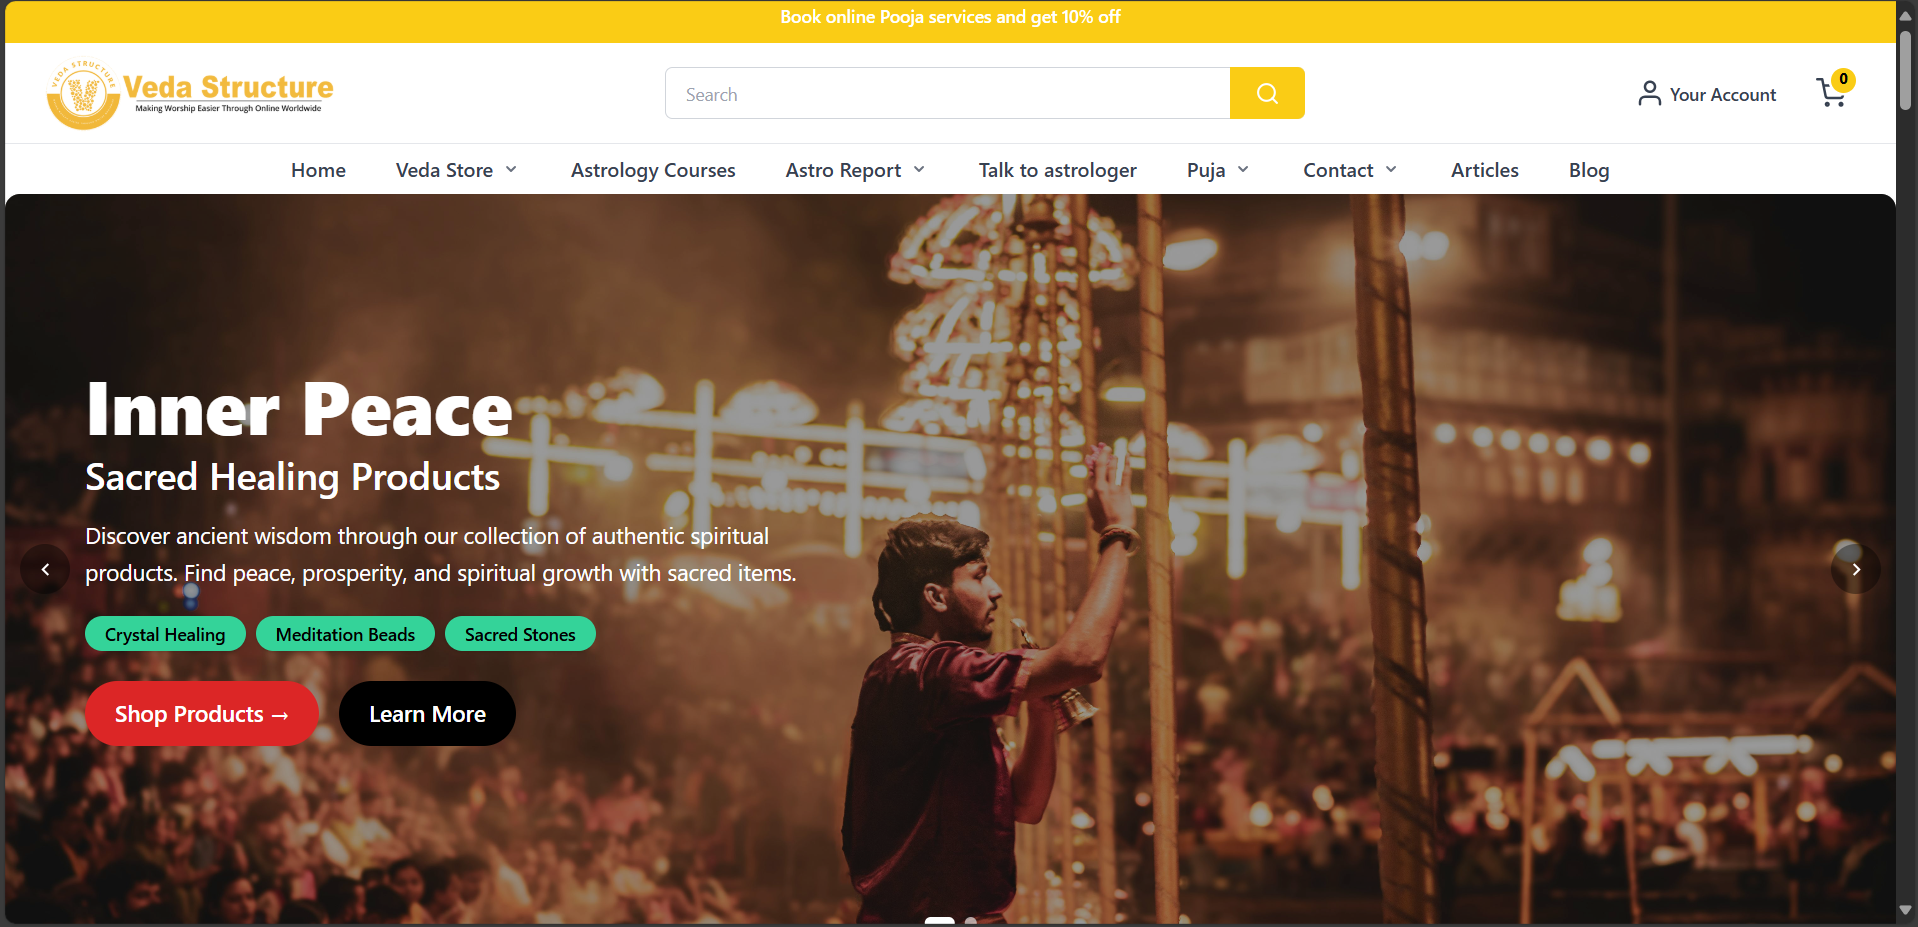 Book online Pooja services and get 10% off
VEDA STRUCTURE
Veda Structure
Making Worship Easier Through Online Worldwide
Search
Your Account
0
Home
Veda Store
Astrology Courses
Astro Report
Talk to astrologer
Puja
Contact
Articles
Blog
Inner Peace
Sacred Healing Products
Discover ancient wisdom through our collection of authentic spiritual
products. Find peace, prosperity, and spiritual growth with sacred items.
Crystal Healing
Meditation Beads
Sacred Stones
Shop Products →
Learn More